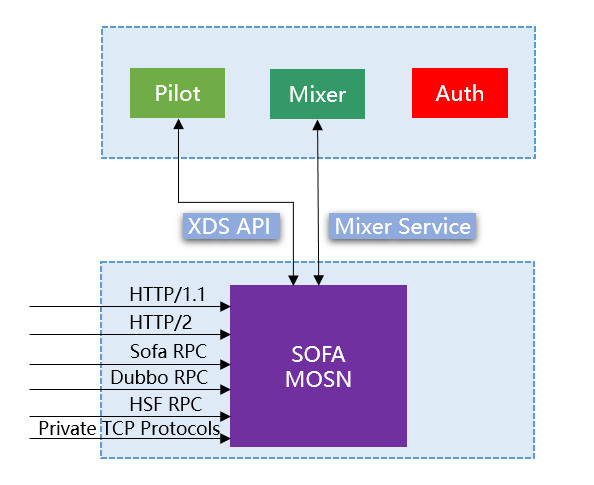 Pilot
Mixer
Auth
XDS API
Mixer Service
HTTP/1.1
HTTP/2
Sofa RPC
Dubbo RPC
HSF RPC
Private TCP Protocols
SOFA
MOSN